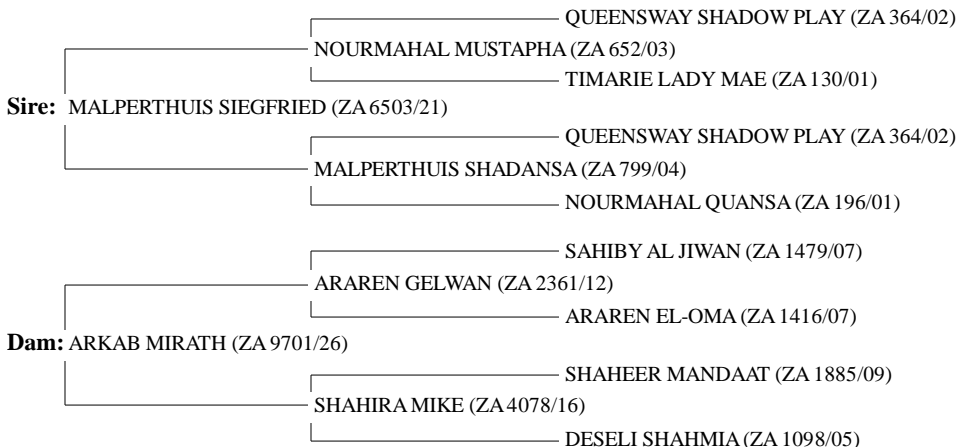 QUEENSWAY SHADOW PLAY (ZA 364/02)
NOURMAHAL MUSTAPHA (ZA 652/03)
TIMARIE LADY MAE (ZA 130/01)
Sire: MALPERTHUIS SIEGFRIED (ZA 6503/21)
QUEENSWAY SHADOW PLAY (ZA 364/02)
MALPERTHUIS SHADANSA (ZA 799/04)
NOURMAHAL QUANSA (ZA 196/01)
SAHIBY AL JIWAN (ZA 1479/07)
ARAREN GELWAN (ZA 2361/12)
ARAREN EL-OMA (ZA 1416/07)
Dam: ARKAB MIRATH (ZA 9701/26)
SHAHEER MANDAAT (ZA 1885/09)
SHAHIRA MIKE (ZA 4078/16)
DESELI SHAHMIA (ZA 1098/05)